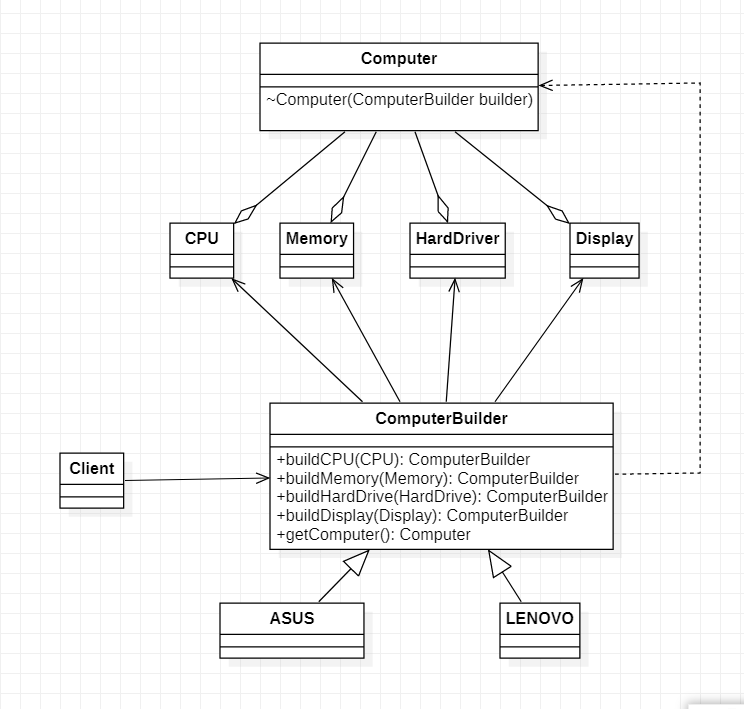 Computer
~Computer(ComputerBuilder builder)
CPU
Memory
HardDriver
Display
ComputerBuilder
+buildCPU(CPU): ComputerBuilder
+buildMemory(Memory): ComputerBuilder
+buildHardDrive(HardDrive): ComputerBuilder
+buildDisplay(Display): ComputerBuilder
+getComputer(): Computer
Client
ASUS
LENOVO